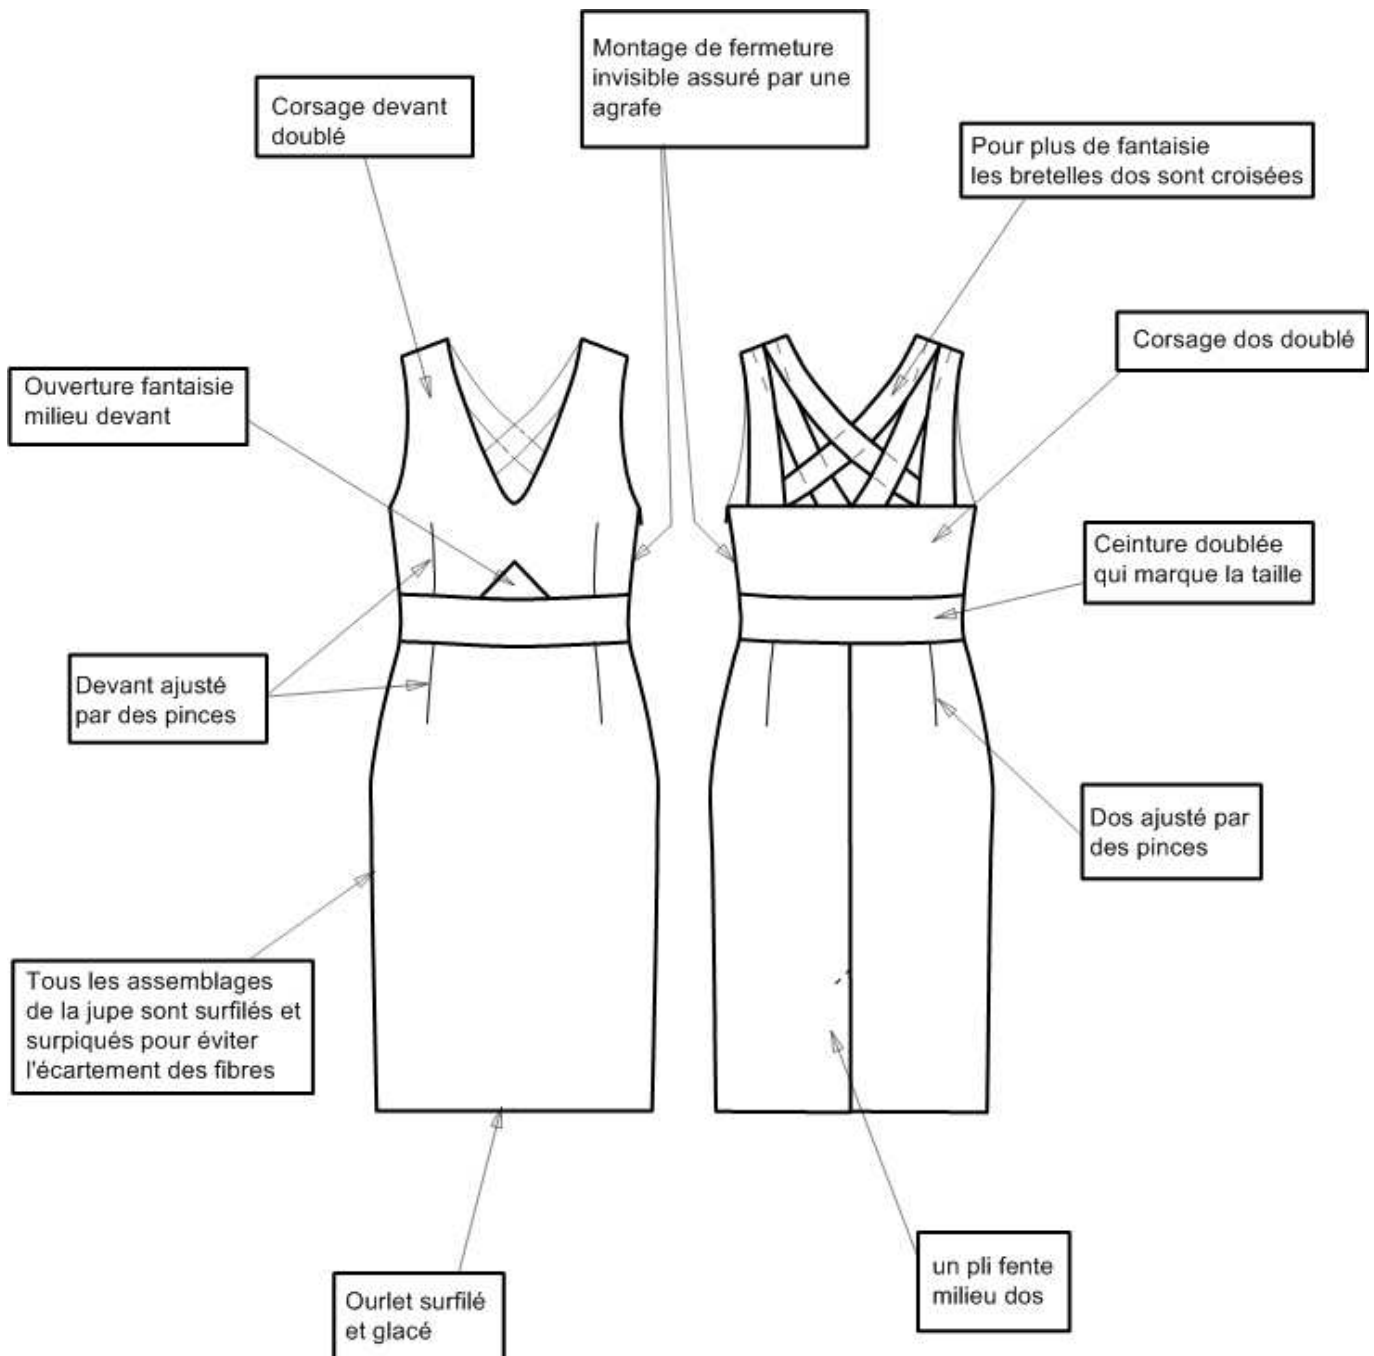 Montage de fermeture
invisible assuré par une
agrafe
Corsage devant
doublé
Pour plus de fantaisie
les bretelles dos sont croisées
Corsage dos doublé
Ouverture fantaisie
milieu devant
Ceinture doublée
qui marque la taille
Devant ajusté
par des pinces
Dos ajusté par
des pinces
Tous les assemblages
de la jupe sont surfilés et
surpiqués pour éviter
l'écartement des fibres
un pli fente
milieu dos
Ourlet surfilé
et glacé